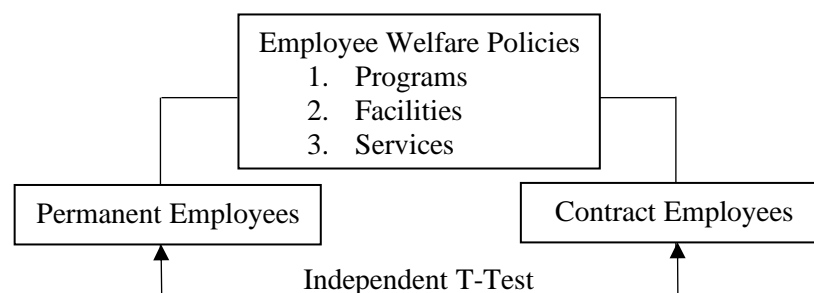 Employee Welfare Policies
1. Programs
2. Facilities
3. Services
Permanent Employees
Contract Employees
Independent T-Test